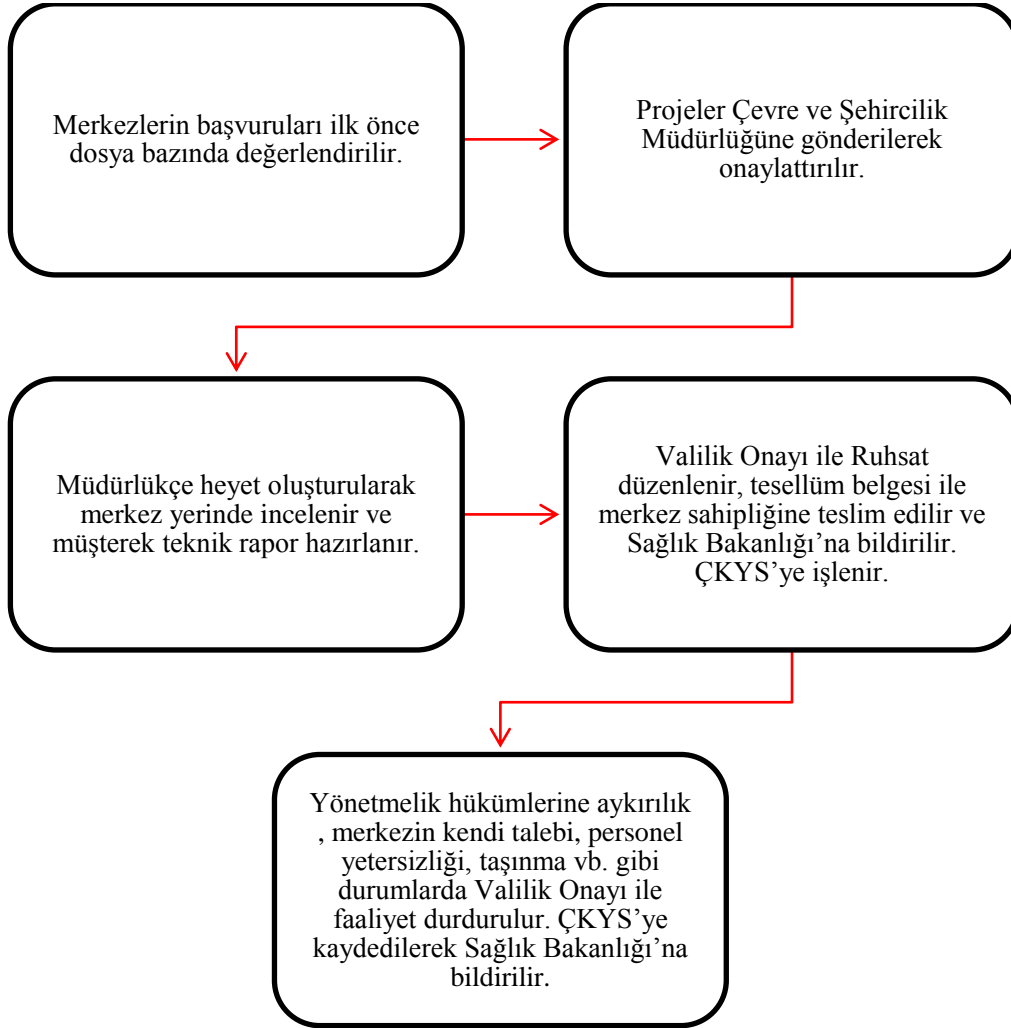 Merkezlerin başvuruları ilk önce
dosya bazında değerlendirilir.
Projeler Çevre ve Şehircilik
Müdürlüğüne gönderilerek
onaylattırılır.
Müdürlükçe heyet oluşturularak
merkez yerinde incelenir ve
müşterek teknik rapor hazırlanır.
Valilik Onayı ile Ruhsat
düzenlenir, tesellüm belgesi ile
merkez sahipliğine teslim edilir ve
Sağlık Bakanlığı’na bildirilir.
ÇKYS’ye işlenir.
Yönetmelik hükümlerine aykırılık
, merkezin kendi talebi, personel
yetersizliği, taşınma vb. gibi
durumlarda Valilik Onayı ile
faaliyet durdurulur. ÇKYS’ye
kaydedilerek Sağlık Bakanlığı’na
bildirilir.